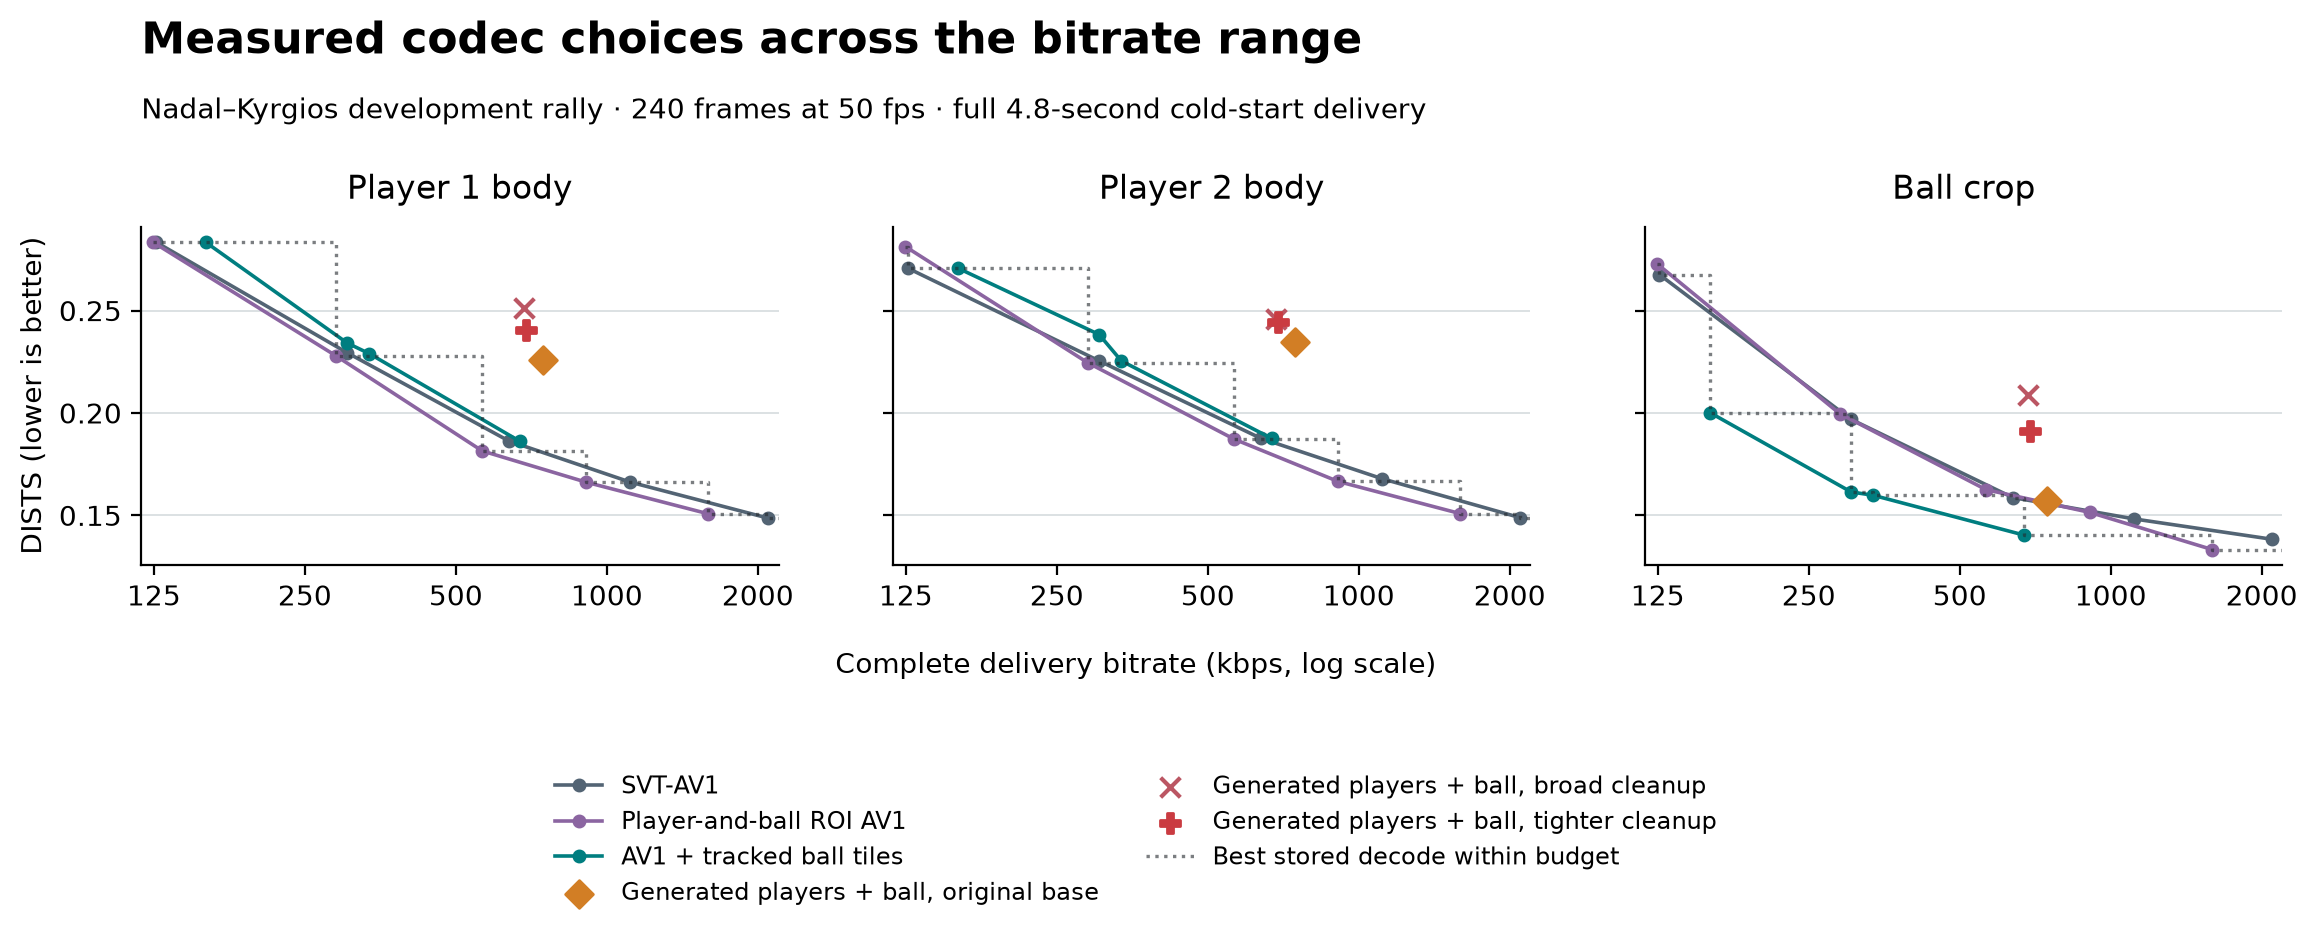 Measured codec choices across the bitrate range
Nadal–Kyrgios development rally · 240 frames at 50 fps · full 4.8-second cold-start delivery
Player 1 body
Player 2 body
Ball crop
DISTS (lower is better)
0.25
0.20
0.15
125 250 500 1000 2000
125 250 500 1000 2000
125 250 500 1000 2000
Complete delivery bitrate (kbps, log scale)
SVT-AV1
Player-and-ball ROI AV1
AV1 + tracked ball tiles
Generated players + ball, original base
Generated players + ball, broad cleanup
Generated players + ball, tighter cleanup
Best stored decode within budget